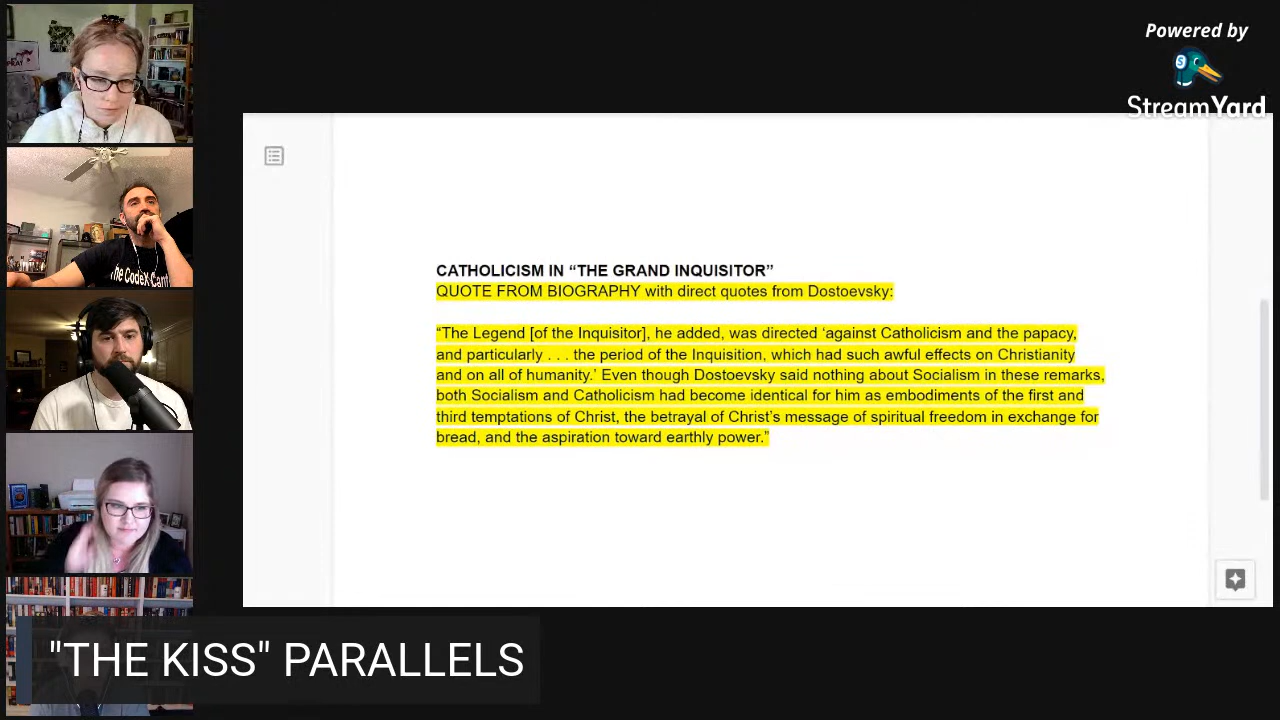 Powered by
StreamYard
CATHOLICISM IN “THE GRAND INQUISITOR”
QUOTE FROM BIOGRAPHY with direct quotes from Dostoevsky:
“The Legend [of the Inquisitor], he added, was directed ‘against Catholicism and the papacy,
and particularly . . . the period of the Inquisition, which had such awful effects on Christianity
and on all of humanity.’ Even though Dostoevsky said nothing about Socialism in these remarks,
both Socialism and Catholicism had become identical for him as embodiments of the first and
third temptations of Christ, the betrayal of Christ’s message of spiritual freedom in exchange for
bread, and the aspiration toward earthly power.”
"THE KISS" PARALLELS